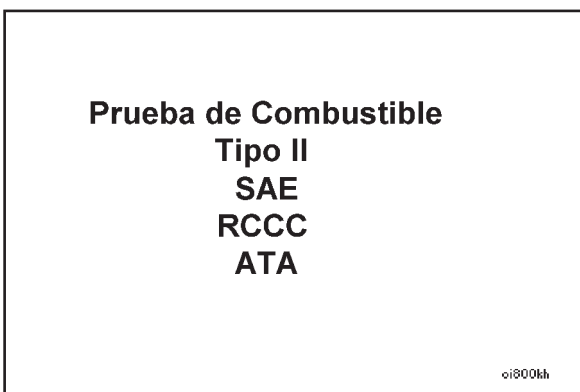 Prueba de Combustible
Tipo II
SAE
RCCC
ATA
oi800kh